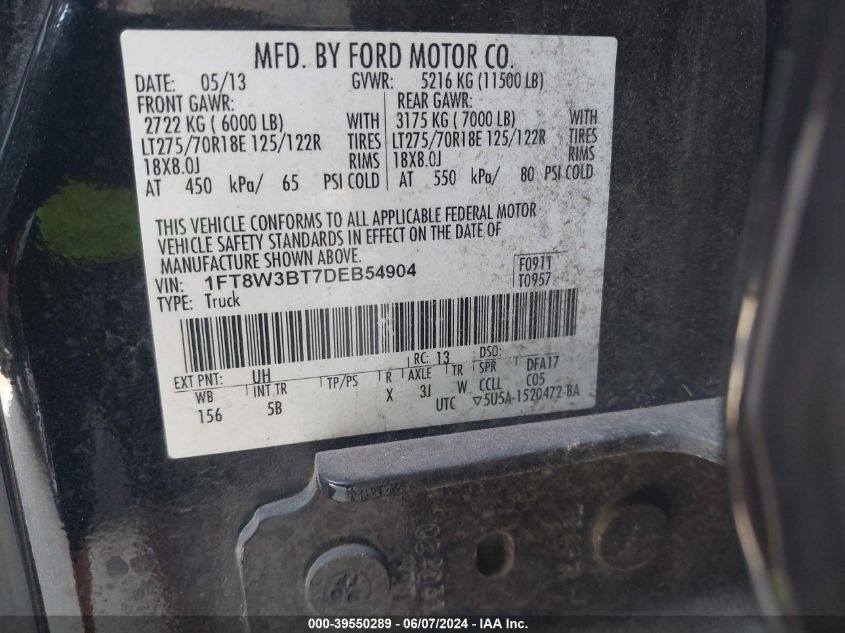 MFD. BY FORD MOTOR CO.
DATE: 05/13 GVWR: 5216 KG (11500 LB)
FRONT GAWR: REAR GAWR:
2722 KG ( 6000 LB) WITH 3175 KG ( 7000 LB) WITH
LT275/70R18E 125/122R TIRES LT275/70R18E 125/122R TIRES
18X8.0J RIMS 18X8.0J RIMS
AT 450 kPa/ 65 PSI COLD AT 550 kPa/ 80 PSI COLD
THIS VEHICLE CONFORMS TO ALL APPLICABLE FEDERAL MOTOR
VEHICLE SAFETY STANDARDS IN EFFECT ON THE DATE OF
MANUFACTURE SHOWN ABOVE.
VIN: 1FT8W3BT7DEB54904 F0911
TYPE: Truck T0957
EXT PNT: UH RC: 13 DSO:
WB INT TR TP/PS R AXLE TR SPR DFA17
156 5B X 3J W CCLL C05
UTC ▽5U5A-1520472-BA
000-39550289 - 06/07/2024 - IAA Inc.